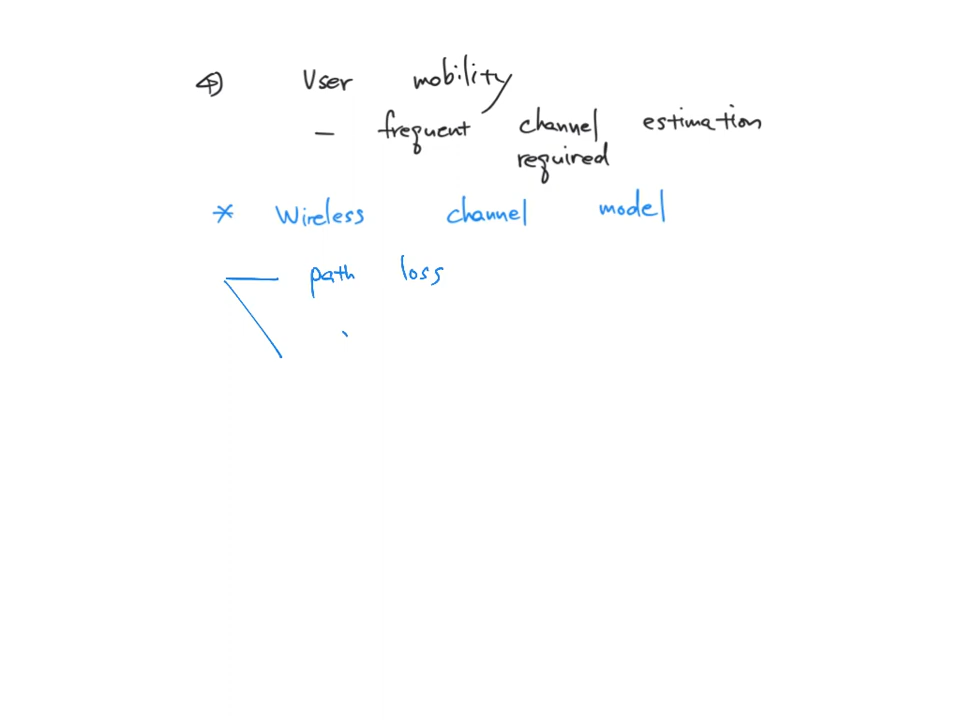 ④ User mobility
- frequent channel estimation
required
* Wireless channel model
path loss